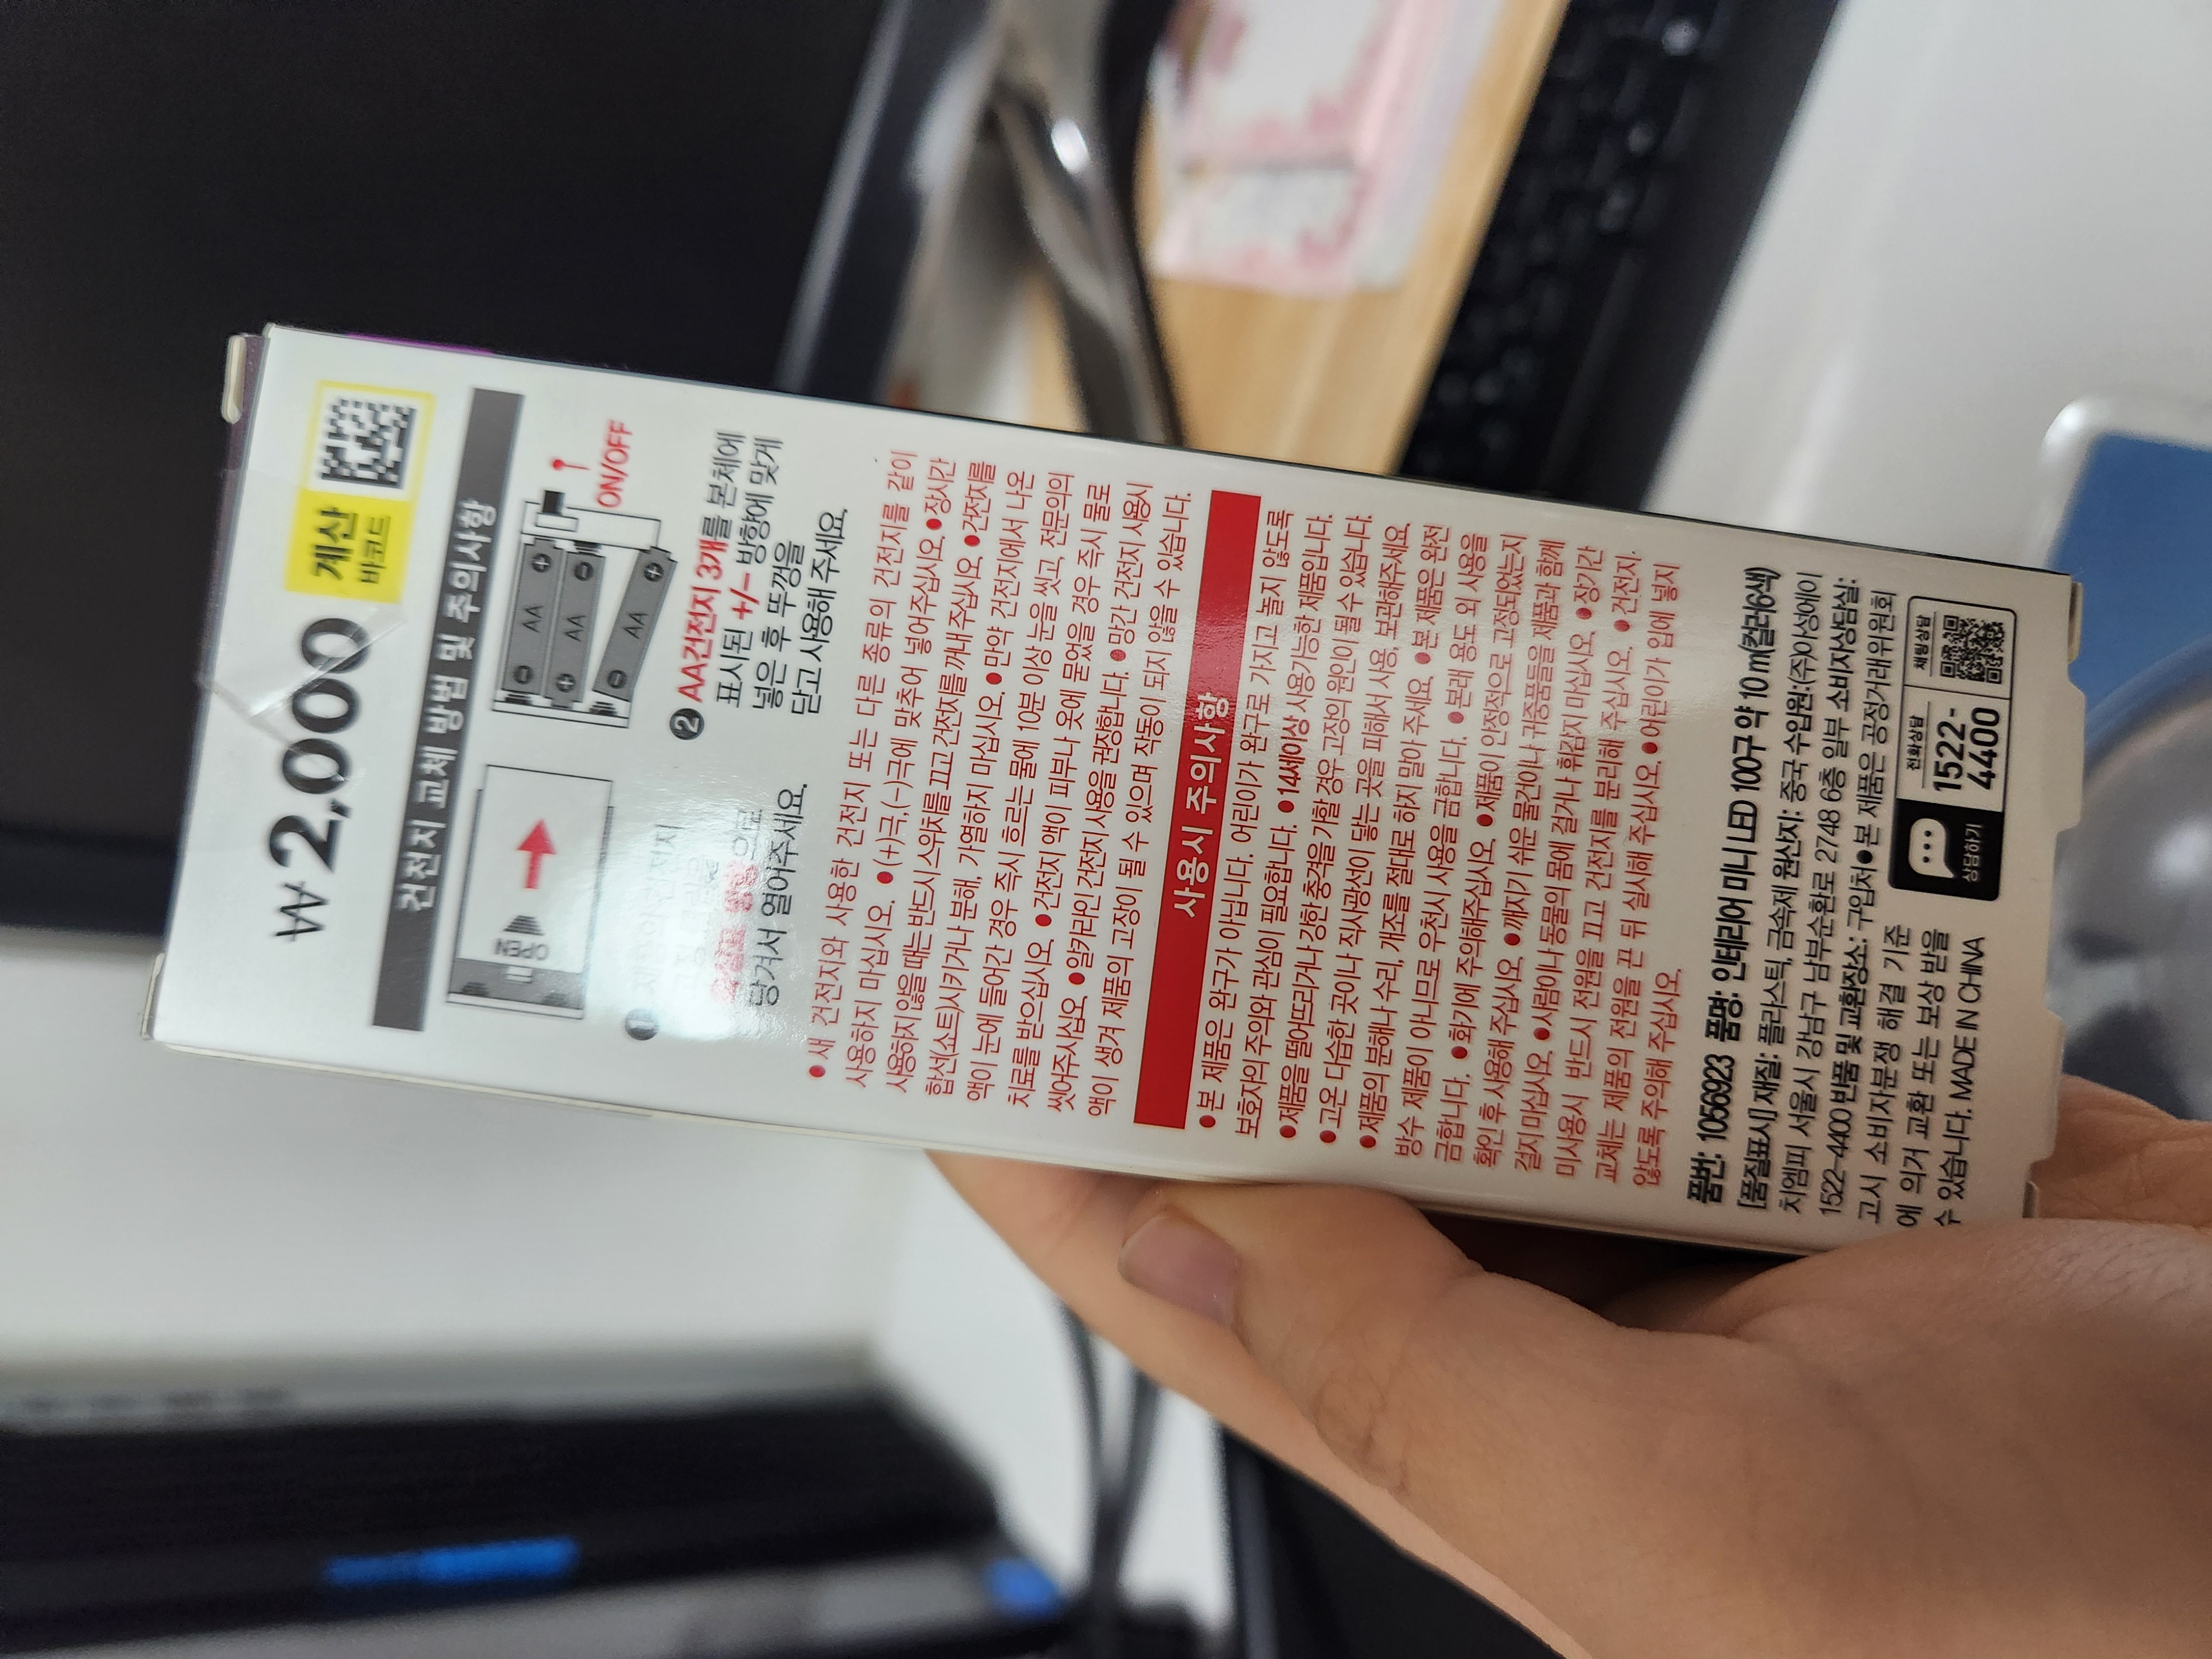 ₩2,000
계산
바코드
건전지 교체 방법 및 주의사항
OPEN
AA
AA
AA
ON/OFF
❶
당겨서 열어주세요.
❷ AA건전지 3개를 본체에
표시된 +/- 방향에 맞게
넣은 후 뚜껑을
닫고 사용해 주세요.
●새 건전지와 사용한 건전지 또는 다른 종류의 건전지를 같이
사용하지 마십시오. ●(+)극,(-)극에 맞추어 넣어주십시오. ●장시간
사용하지 않을 때는 반드시 스위치를 끄고 건전지를 꺼내 주십시오. ●건전지를
합선(쇼트)시키거나 분해, 가열하지 마십시오. ●만약 건전지에서 나온
액이 눈에 들어간 경우 즉시 흐르는 물에 10분 이상 눈을 씻고, 전문의의
치료를 받으십시오. ●건전지 액이 피부나 옷에 묻었을 경우 즉시 물로
씻어주십시오. ●알카라인 건전지 사용을 권장합니다. ●망간 건전지 사용시
액이 생겨 제품의 고장이 될 수 있으며 작동이 되지 않을 수 있습니다.
사용시 주의사항
●본 제품은 완구가 아닙니다. 어린이가 완구로 가지고 놀지 않도록
보호자의 주의와 관심이 필요합니다. ●14세이상 사용가능한 제품입니다.
●제품을 떨어뜨리거나 강한 충격을 가할 경우 고장의 원인이 될 수 있습니다.
●고온 다습한 곳이나 직사광선이 닿는 곳을 피해서 사용, 보관해주세요.
●제품의 분해나 수리, 개조를 절대로 하지 말아 주세요. ●본 제품은 완전
방수 제품이 아니므로 우천시 사용을 금합니다. ●본래 용도 외 사용을
금합니다. ●화기에 주의해주십시오. ●제품이 안정적으로 고정되었는지
확인 후 사용해 주십시오. ●깨지기 쉬운 물건이나 귀중품들을 제품과 함께
걸지 마십시오. ●사람이나 동물의 몸에 걸거나 휘감지 마십시오. ●장기간
미사용시 반드시 전원을 끄고 건전지를 분리해 주십시오. ●건전지.
교체는 제품의 전원을 끈 뒤 실시해 주십시오. ●어린이가 입에 넣지
않도록 주의해 주십시오.
품번: 1056923 품명: 인테리어 미니 LED 100구 약 10 m(컬러6색)
[품질표시] 재질: 플라스틱, 금속제 원산지: 중국 수입원:(주)아성에이
치엠피 서울시 강남구 남부순환로 2748 6층 일부 소비자상담실:
1522-4400 반품 및 교환장소: 구입처 ●본 제품은 공정거래위원회
고시 소비자분쟁 해결 기준
에 의거 교환 또는 보상 받을
수 있습니다. MADE IN CHINA
상담하기
전화상담
1522-
4400
채팅상담